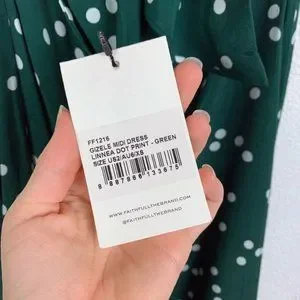 FF1216
GIZELE MIDI DRESS
LINNEA DOT PRINT - GREEN
SIZE US2/AU6/XS
WWW.FAITHFULLTHEBRAND.COM
@FAITHFULLTHEBRAND